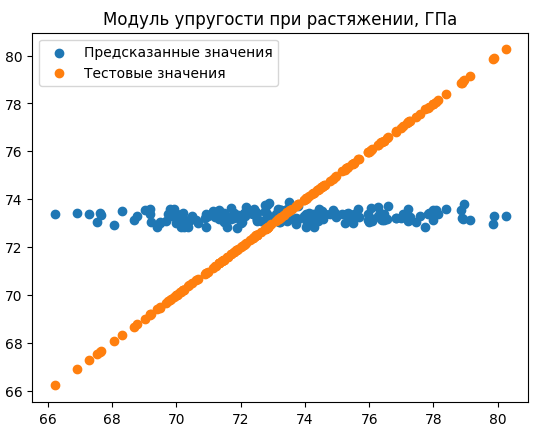 Модуль упругости при растяжении, ГПа
Предсказанные значения
Тестовые значения
80
78
76
74
72
70
68
66
66 68 70 72 74 76 78 80